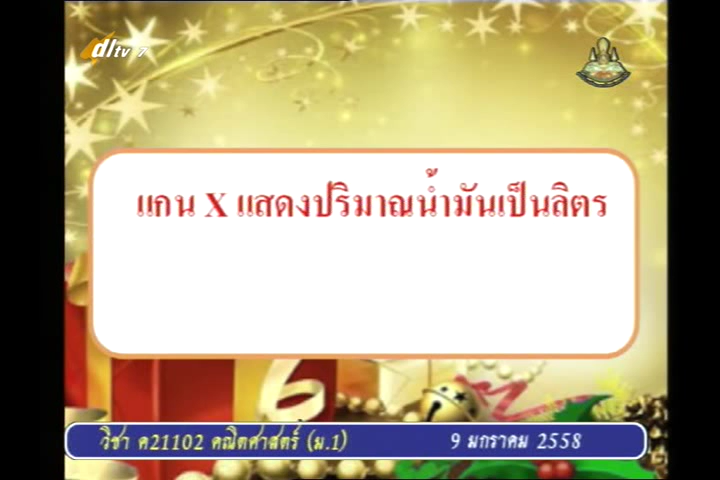 dltv 7
แกน X แสดงปริมาณน้ำมันเป็นลิตร
วิชา ค21102 คณิตศาสตร์ (ม.1) 9 มกราคม 2558